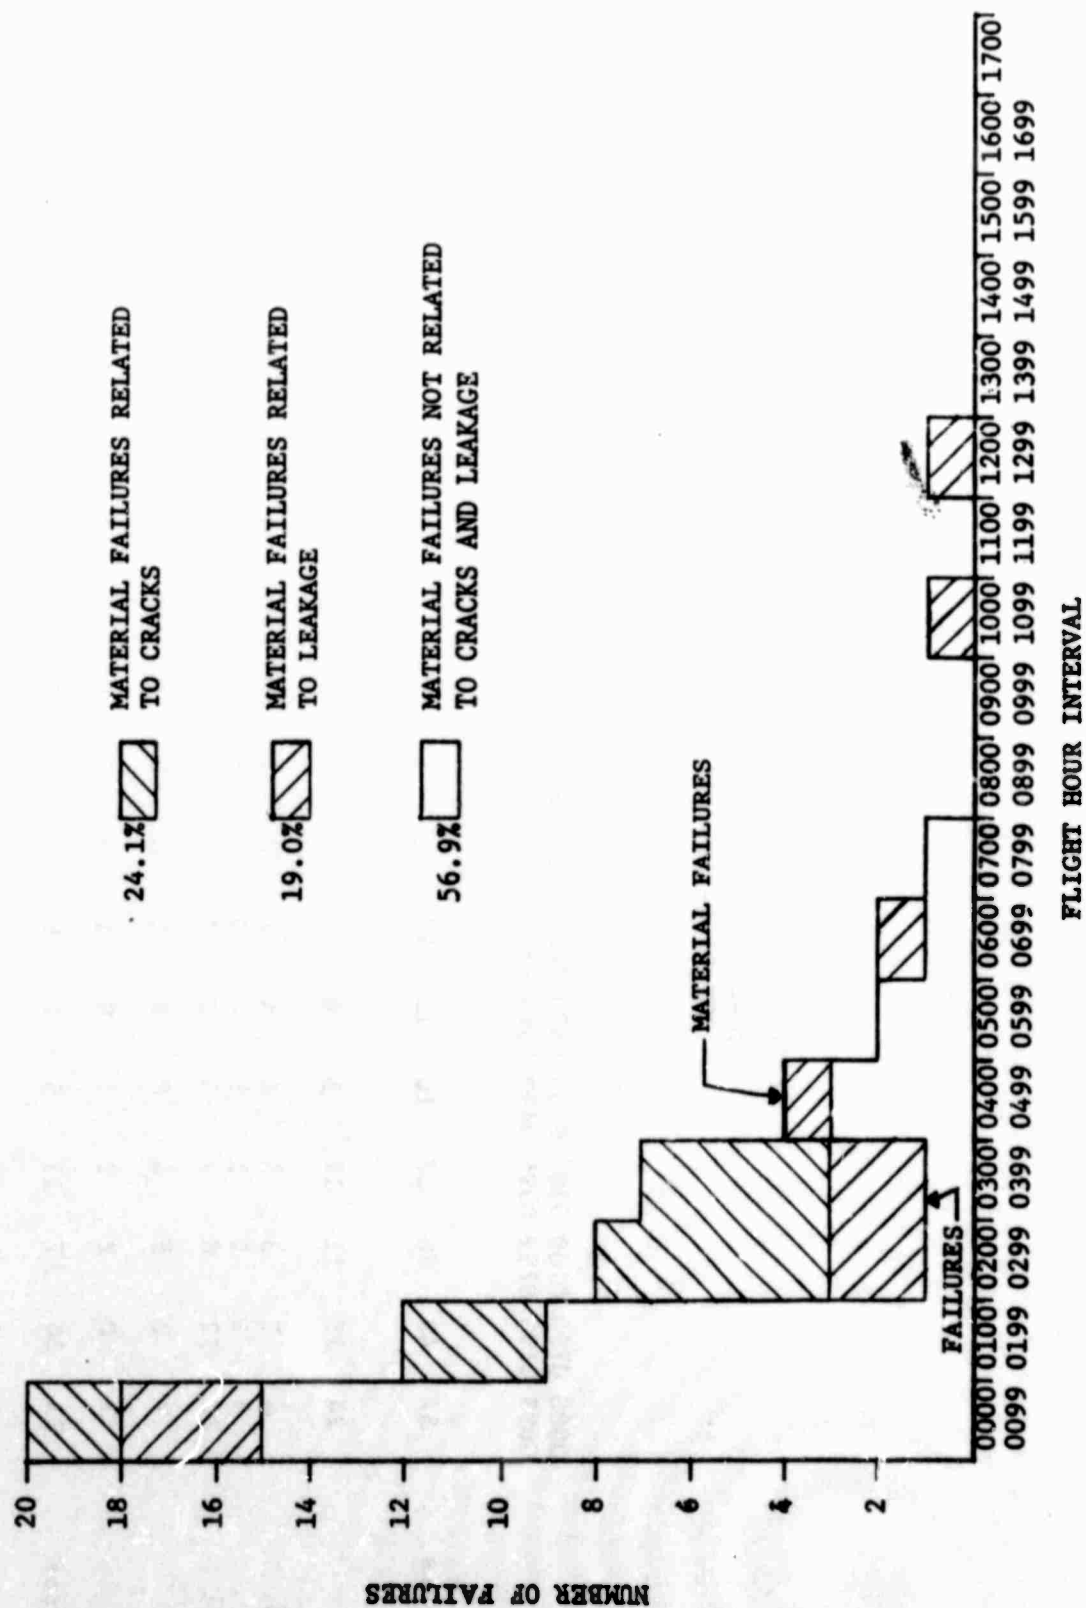 NUMBER OF FAILURES
20
18
16
14
12
10
8
6
4
2
24.1% MATERIAL FAILURES RELATED
TO CRACKS
19.0% MATERIAL FAILURES RELATED
TO LEAKAGE
56.9% MATERIAL FAILURES NOT RELATED
TO CRACKS AND LEAKAGE
MATERIAL FAILURES
FAILURES
0000 0100 0200 0300 0400 0500 0600 0700 0800 0900 1000 1100 1200 1300 1400 1500 1600 1700
0099 0199 0299 0399 0499 0599 0699 0799 0899 0999 1099 1199 1299 1399 1499 1599 1699
FLIGHT HOUR INTERVAL